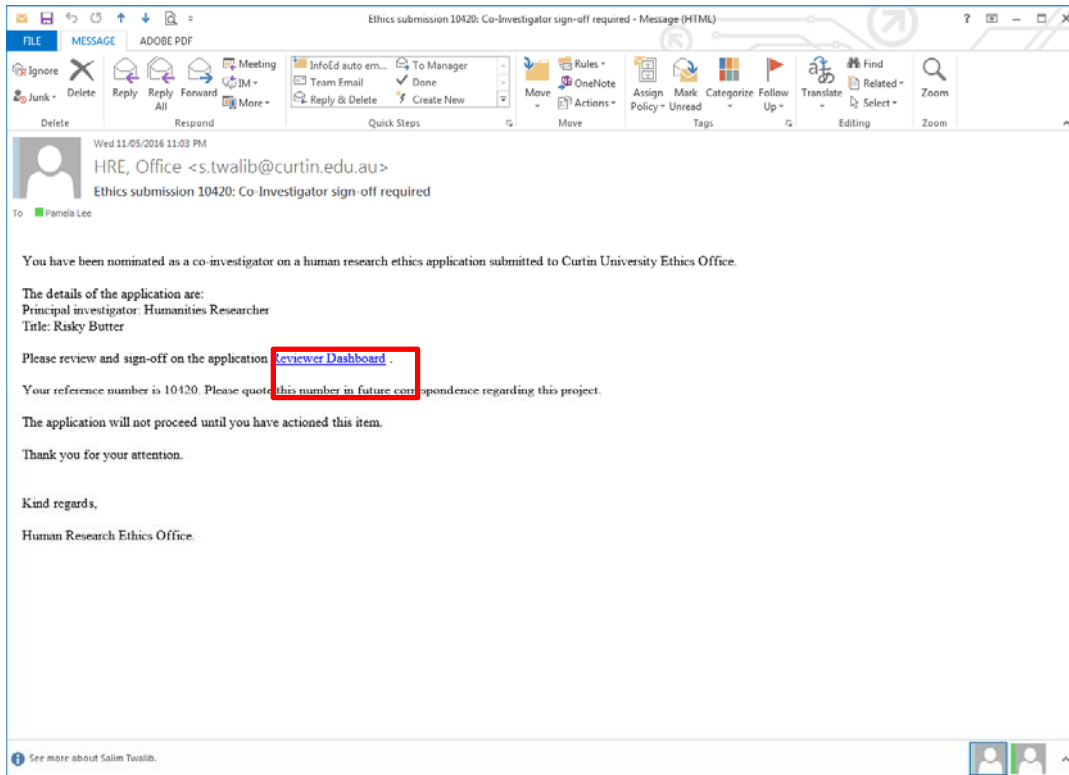 Ethics submission 10420: Co-Investigator sign-off required - Message (HTML)
FILE MESSAGE ADOBE PDF
Ignore
Junk
Delete
Delete
Reply
Reply All
Forward
Meeting
IM
More
Respond
InfoEd auto em...
Team Email
Reply & Delete
To Manager
Done
Create New
Quick Steps
Move
Rules
OneNote
Actions
Move
Assign Policy
Mark Unread
Categorize
Follow Up
Tags
Translate
Find
Related
Select
Editing
Zoom
Zoom
Wed 11/05/2016 11:03 PM
HRE, Office <s.twalib@curtin.edu.au>
Ethics submission 10420: Co-Investigator sign-off required
To Pamela Lee
You have been nominated as a co-investigator on a human research ethics application submitted to Curtin University Ethics Office.
The details of the application are:
Principal investigator: Humanities Researcher
Title: Risky Butter
Please review and sign-off on the application Reviewer Dashboard .
Your reference number is 10420. Please quote this number in future correspondence regarding this project.
The application will not proceed until you have actioned this item.
Thank you for your attention.
Kind regards,
Human Research Ethics Office.
See more about Salim Twalib.